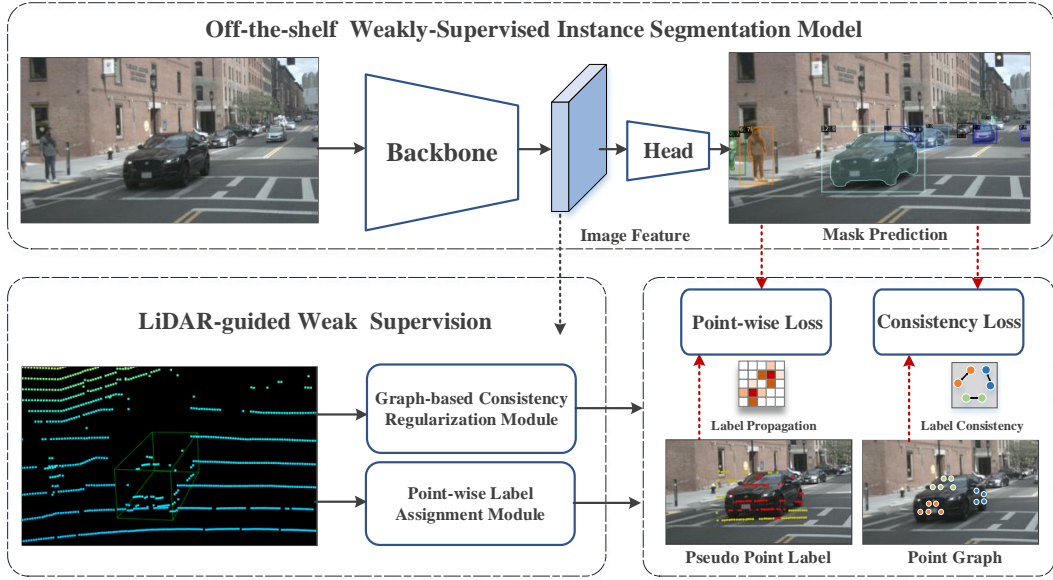 Off-the-shelf Weakly-Supervised Instance Segmentation Model
Backbone
Head
Image Feature
Mask Prediction
LiDAR-guided Weak Supervision
Graph-based Consistency
Regularization Module
Point-wise Label
Assignment Module
Point-wise Loss
Consistency Loss
Label Propagation
Label Consistency
Pseudo Point Label
Point Graph